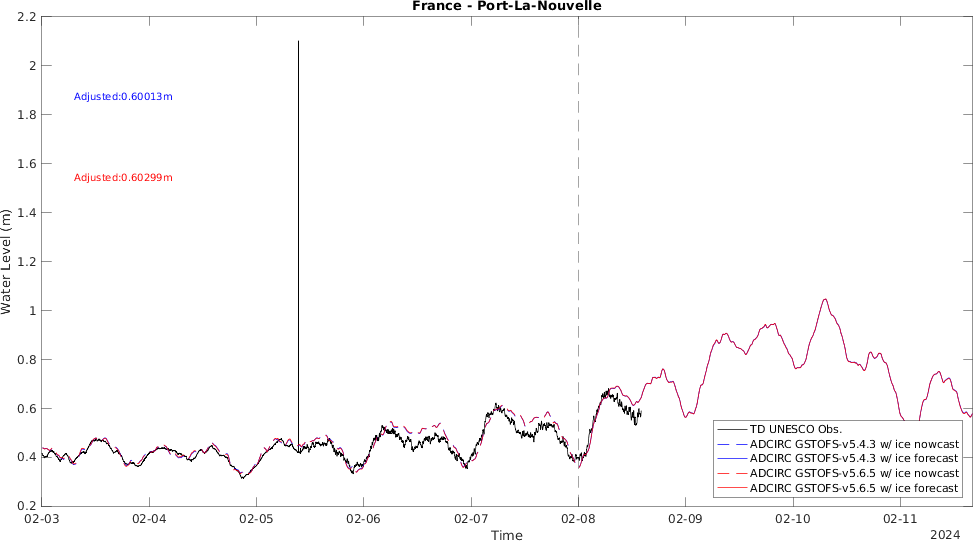 France - Port-La-Nouvelle
2.2
2
1.8
1.6
1.4
1.2
1
0.8
0.6
0.4
0.2
Water Level (m)
Adjusted:0.60013m
Adjusted:0.60299m
TD UNESCO Obs.
ADCIRC GSTOFS-v5.4.3 w/ ice nowcast
ADCIRC GSTOFS-v5.4.3 w/ ice forecast
ADCIRC GSTOFS-v5.6.5 w/ ice nowcast
ADCIRC GSTOFS-v5.6.5 w/ ice forecast
02-03 02-04 02-05 02-06 02-07 02-08 02-09 02-10 02-11
Time
2024